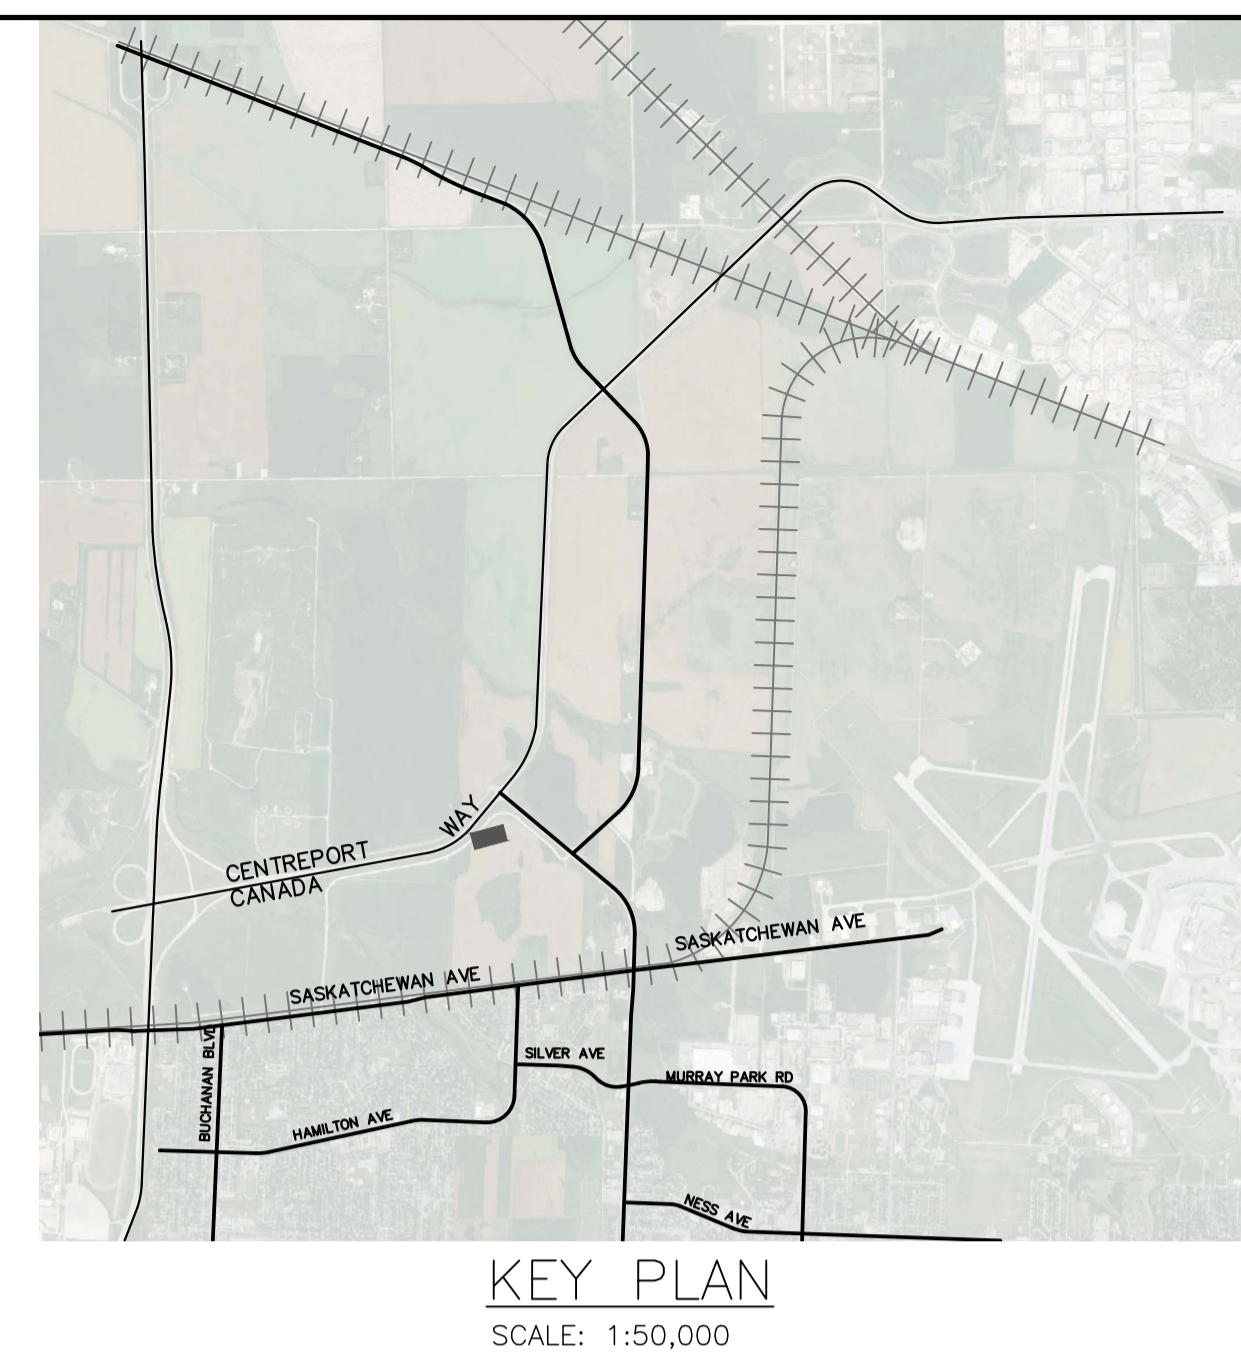 CENTREPORT
CANADA
WAY
SASKATCHEWAN AVE
SASKATCHEWAN AVE
BUCHANAN BLVD
SILVER AVE
MURRAY PARK RD
HAMILTON AVE
NESS AVE
KEY PLAN
SCALE: 1:50,000